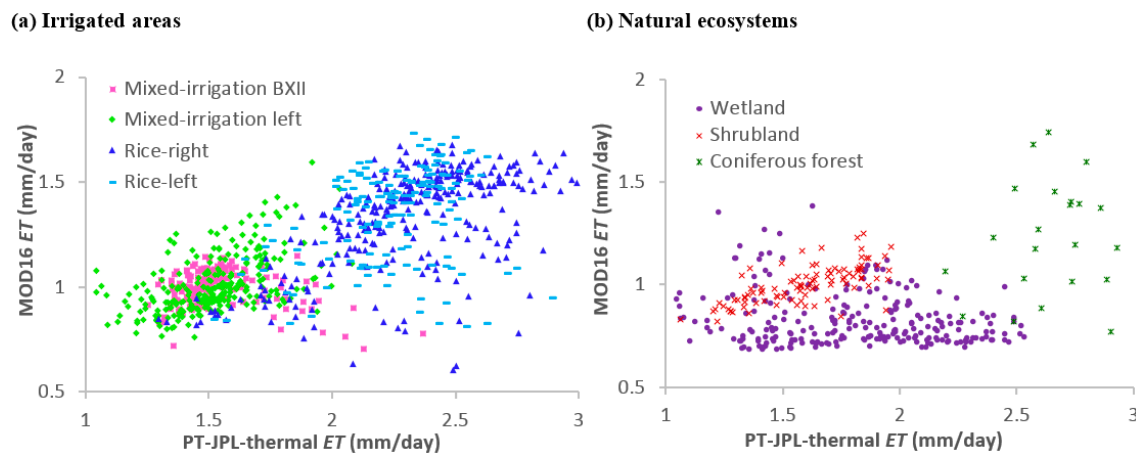 (a) Irrigated areas
MOD16 ET (mm/day)
2
1.5
1
0.5
Mixed-irrigation BXII
Mixed-irrigation left
Rice-right
Rice-left
1
1.5
2
2.5
3
PT-JPL-thermal ET (mm/day)
(b) Natural ecosystems
MOD16 ET (mm/day)
2
1.5
1
0.5
Wetland
Shrubland
Coniferous forest
1
1.5
2
2.5
3
PT-JPL-thermal ET (mm/day)